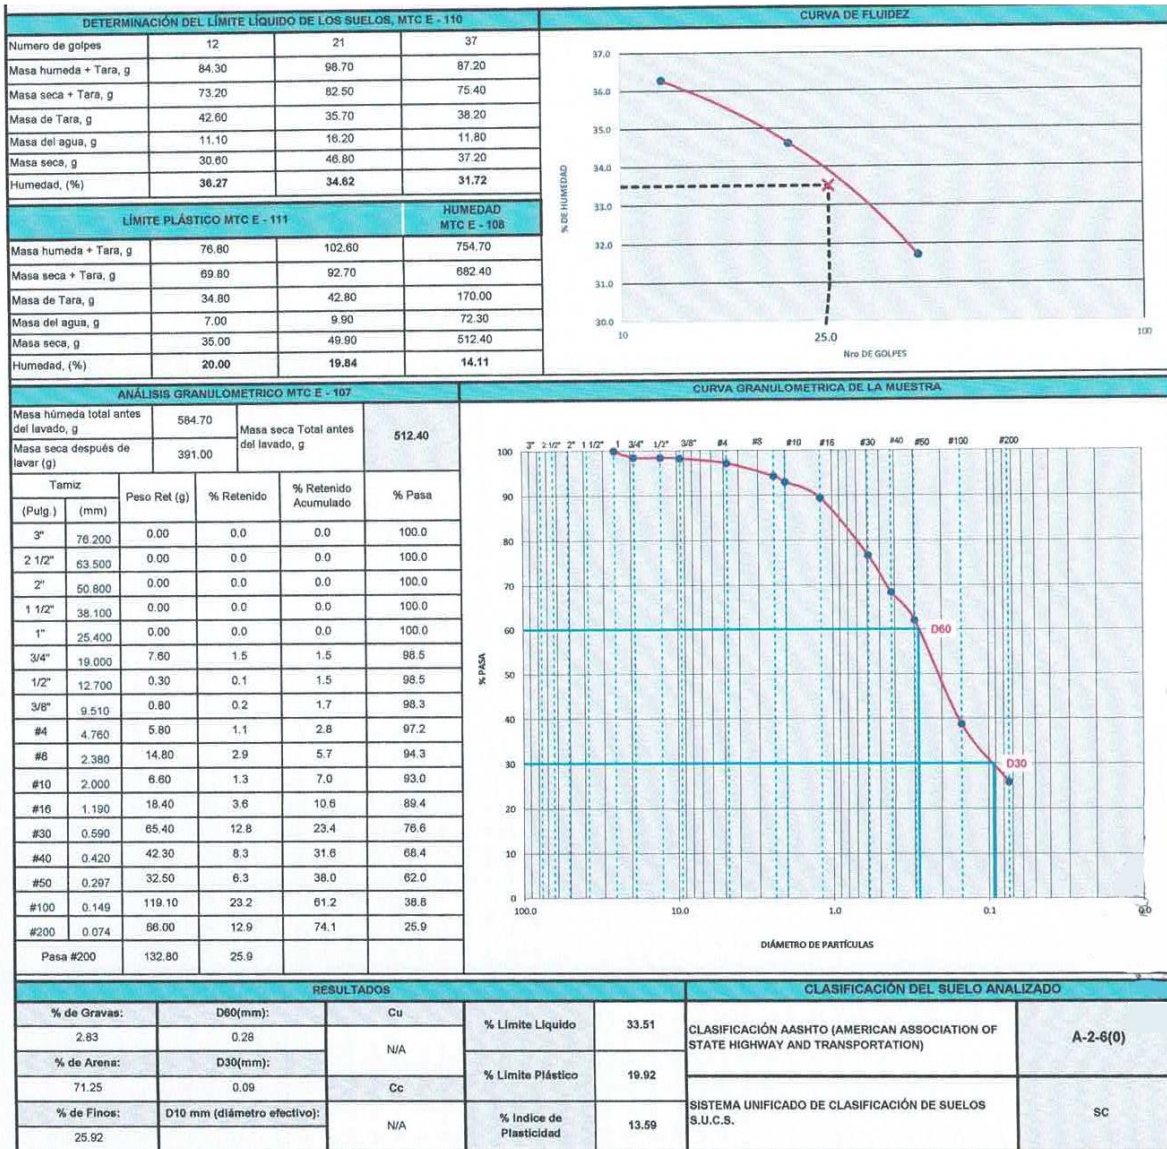 DETERMINACIÓN DEL LÍMITE LÍQUIDO DE LOS SUELOS, MTC E - 110
Numero de golpes 12 21 37
Masa humeda + Tara, g 84.30 98.70 87.20
Masa seca + Tara, g 73.20 82.50 75.40
Masa de Tara, g 42.60 35.70 38.20
Masa del agua, g 11.10 16.20 11.80
Masa seca, g 30.60 46.80 37.20
Humedad, (%) 36.27 34.62 31.72
LÍMITE PLÁSTICO MTC E - 111 HUMEDAD
MTC E - 108
Masa humeda + Tara, g 76.80 102.60 754.70
Masa seca + Tara, g 69.80 92.70 682.40
Masa de Tara, g 34.80 42.80 170.00
Masa del agua, g 7.00 9.90 72.30
Masa seca, g 35.00 49.90 512.40
Humedad, (%) 20.00 19.84 14.11
CURVA DE FLUIDEZ
% DE HUMEDAD
37.0
36.0
35.0
34.0
33.0
32.0
31.0
30.0
10 25.0 100
Nro DE GOLPES
ANÁLISIS GRANULOMETRICO MTC E - 107
Masa húmeda total antes
del lavado, g
584.70
Masa seca Total antes
del lavado, g
512.40
Masa seca después de
lavar (g)
391.00
Tamiz Peso Ret (g) % Retenido % Retenido
Acumulado % Pasa
(Pulg.) (mm)
3" 76.200 0.00 0.0 0.0 100.0
2 1/2" 63.500 0.00 0.0 0.0 100.0
2" 50.800 0.00 0.0 0.0 100.0
1 1/2" 38.100 0.00 0.0 0.0 100.0
1" 25.400 0.00 0.0 0.0 100.0
3/4" 19.000 7.60 1.5 1.5 98.5
1/2" 12.700 0.30 0.1 1.5 98.5
3/8" 9.510 0.80 0.2 1.7 98.3
#4 4.760 5.80 1.1 2.8 97.2
#8 2.380 14.80 2.9 5.7 94.3
#10 2.000 6.60 1.3 7.0 93.0
#16 1.190 18.40 3.6 10.6 89.4
#30 0.590 65.40 12.8 23.4 76.6
#40 0.420 42.30 8.3 31.6 68.4
#50 0.297 32.50 6.3 38.0 62.0
#100 0.149 119.10 23.2 61.2 38.8
#200 0.074 66.00 12.9 74.1 25.9
Pasa #200 132.80 25.9
CURVA GRANULOMETRICA DE LA MUESTRA
3" 2 1/2" 2" 1 1/2" 1 3/4" 1/2" 3/8" #4 #8 #10 #16 #30 #40 #50 #100 #200
% PASA
100
90
80
70
60
50
40
30
20
10
0
D60
D30
100.0 10.0 1.0 0.1 0.0
DIÁMETRO DE PARTÍCULAS
RESULTADOS
% de Gravas: D60(mm): Cu
2.83 0.28 N/A
% de Arena: D30(mm):
71.25 0.09 Cc
% de Finos: D10 mm (diámetro efectivo): N/A
25.92
% Limite Liquido 33.51
% Limite Plástico 19.92
% Indice de
Plasticidad 13.59
CLASIFICACIÓN DEL SUELO ANALIZADO
CLASIFICACIÓN AASHTO (AMERICAN ASSOCIATION OF
STATE HIGHWAY AND TRANSPORTATION)
A-2-6(0)
SISTEMA UNIFICADO DE CLASIFICACIÓN DE SUELOS
S.U.C.S.
SC